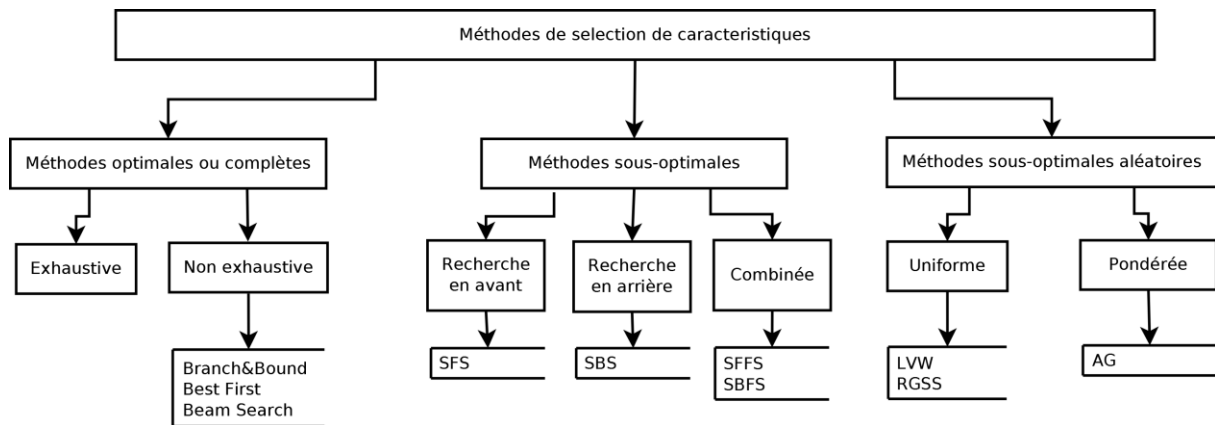 Méthodes de selection de caracteristiques
Méthodes optimales ou complètes
Méthodes sous-optimales
Méthodes sous-optimales aléatoires
Exhaustive
Non exhaustive
Recherche
en avant
Recherche
en arrière
Combinée
Uniforme
Pondérée
Branch&Bound
Best First
Beam Search
SFS
SBS
SFFS
SBFS
LVW
RGSS
AG